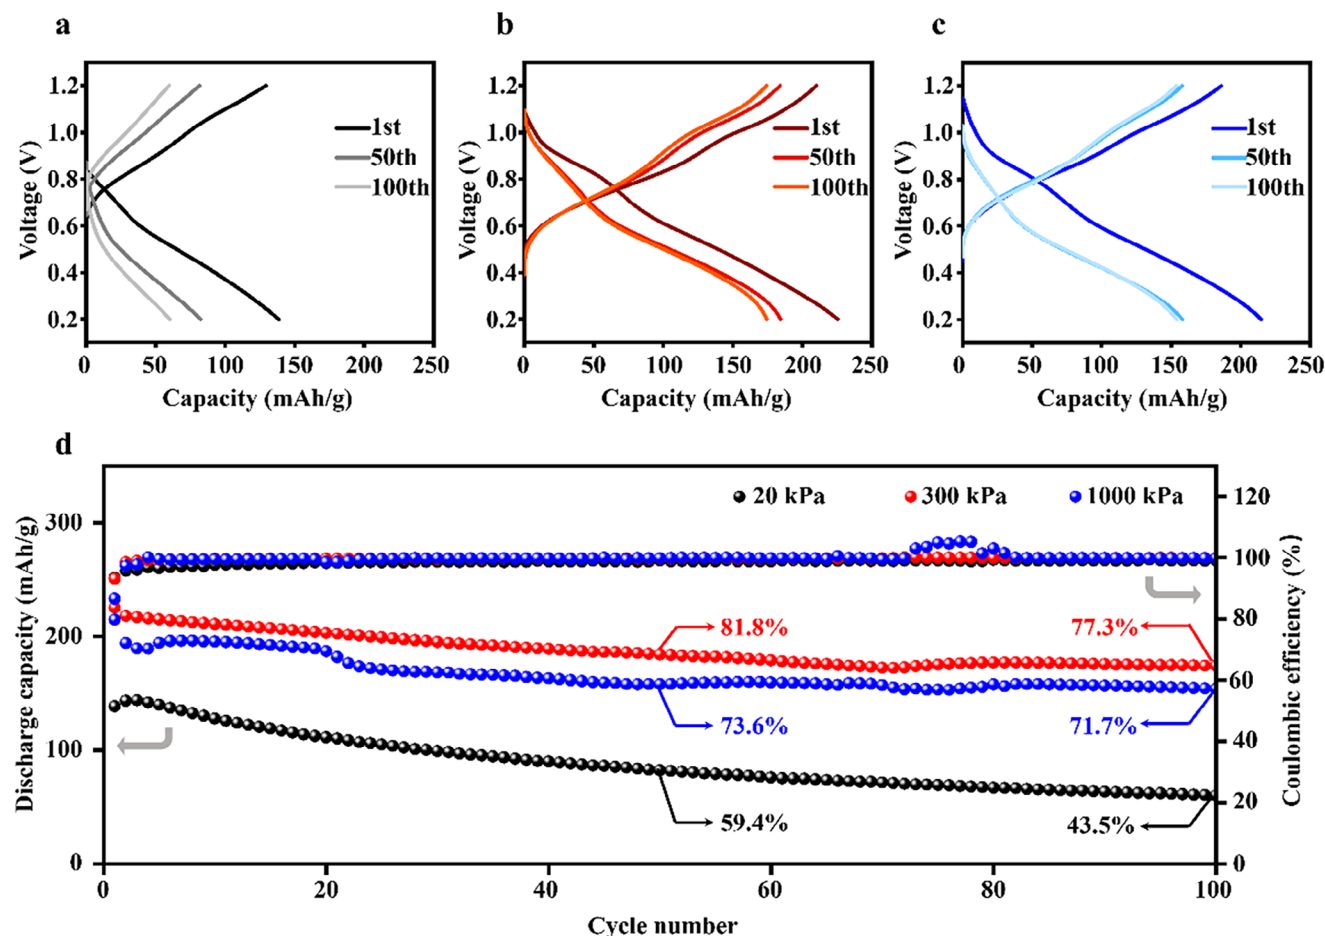 a
b
c
1.2
1.0
0.8
0.6
0.4
0.2
Voltage (V)
1st
50th
100th
0 50 100 150 200 250
Capacity (mAh/g)
1.2
1.0
0.8
0.6
0.4
0.2
Voltage (V)
1st
50th
100th
0 50 100 150 200 250
Capacity (mAh/g)
1.2
1.0
0.8
0.6
0.4
0.2
Voltage (V)
1st
50th
100th
0 50 100 150 200 250
Capacity (mAh/g)
d
300
200
100
0
Discharge capacity (mAh/g)
20 kPa 300 kPa 1000 kPa
81.8% 77.3%
73.6% 71.7%
59.4% 43.5%
120
100
80
60
40
20
0
Coulombic efficiency (%)
0 20 40 60 80 100
Cycle number